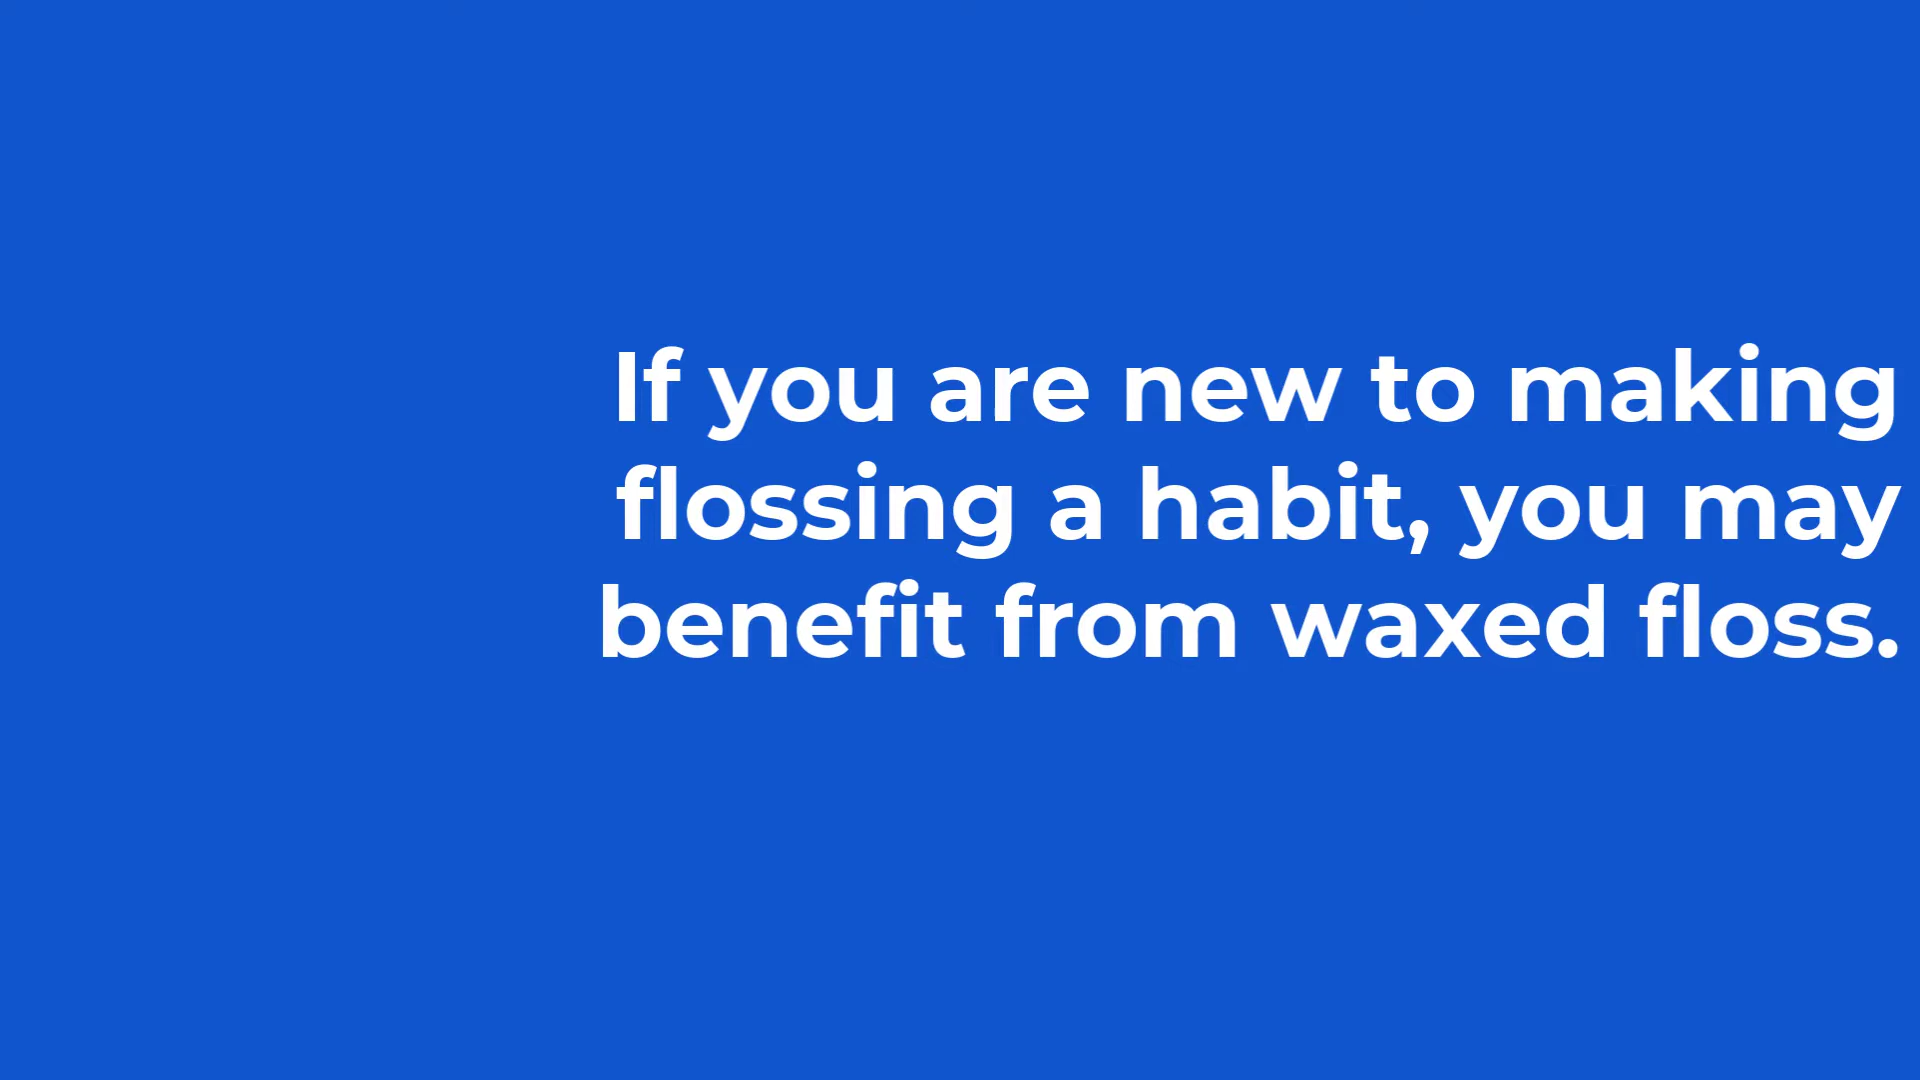 If you are new to making
flossing a habit, you may
benefit from waxed floss.